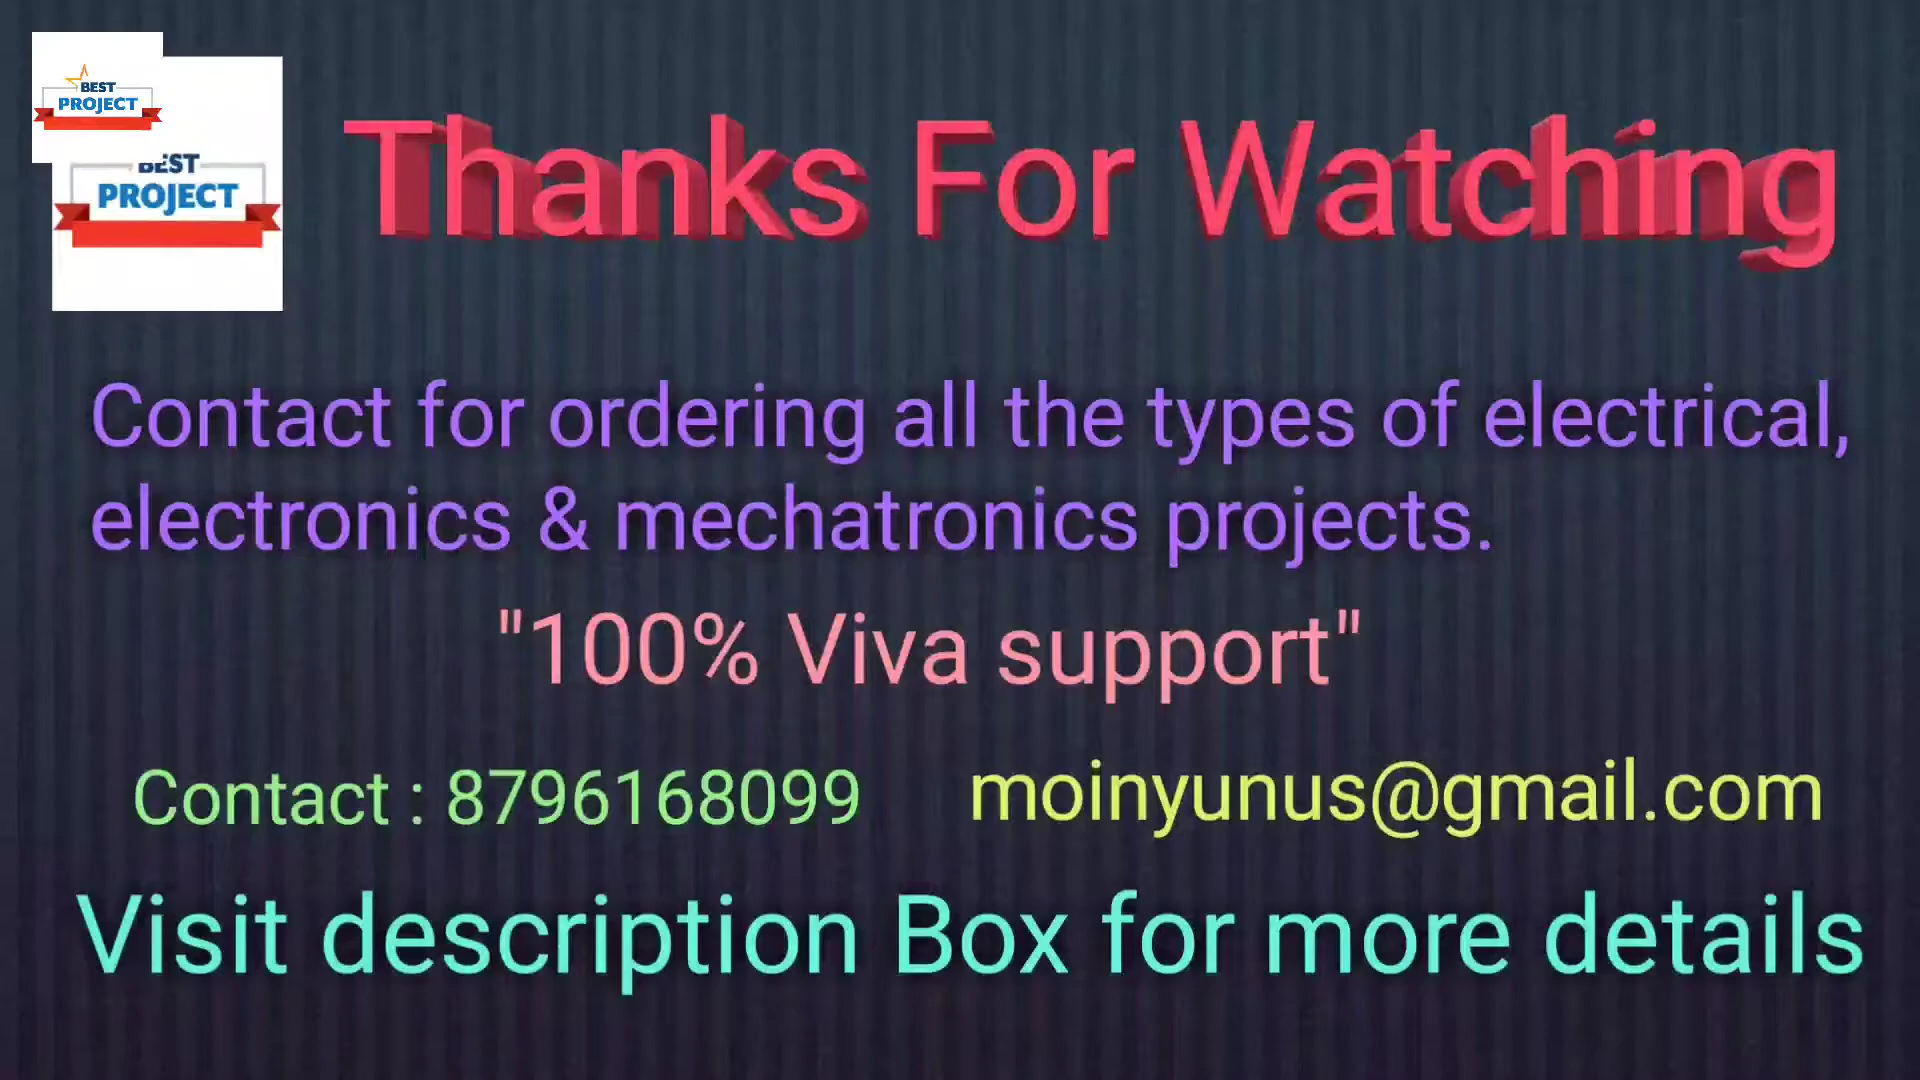 BEST
PROJECT
BEST
PROJECT
Thanks For Watching
Contact for ordering all the types of electrical,
electronics & mechatronics projects.
"100% Viva support"
Contact : 8796168099
moinyunus@gmail.com
Visit description Box for more details